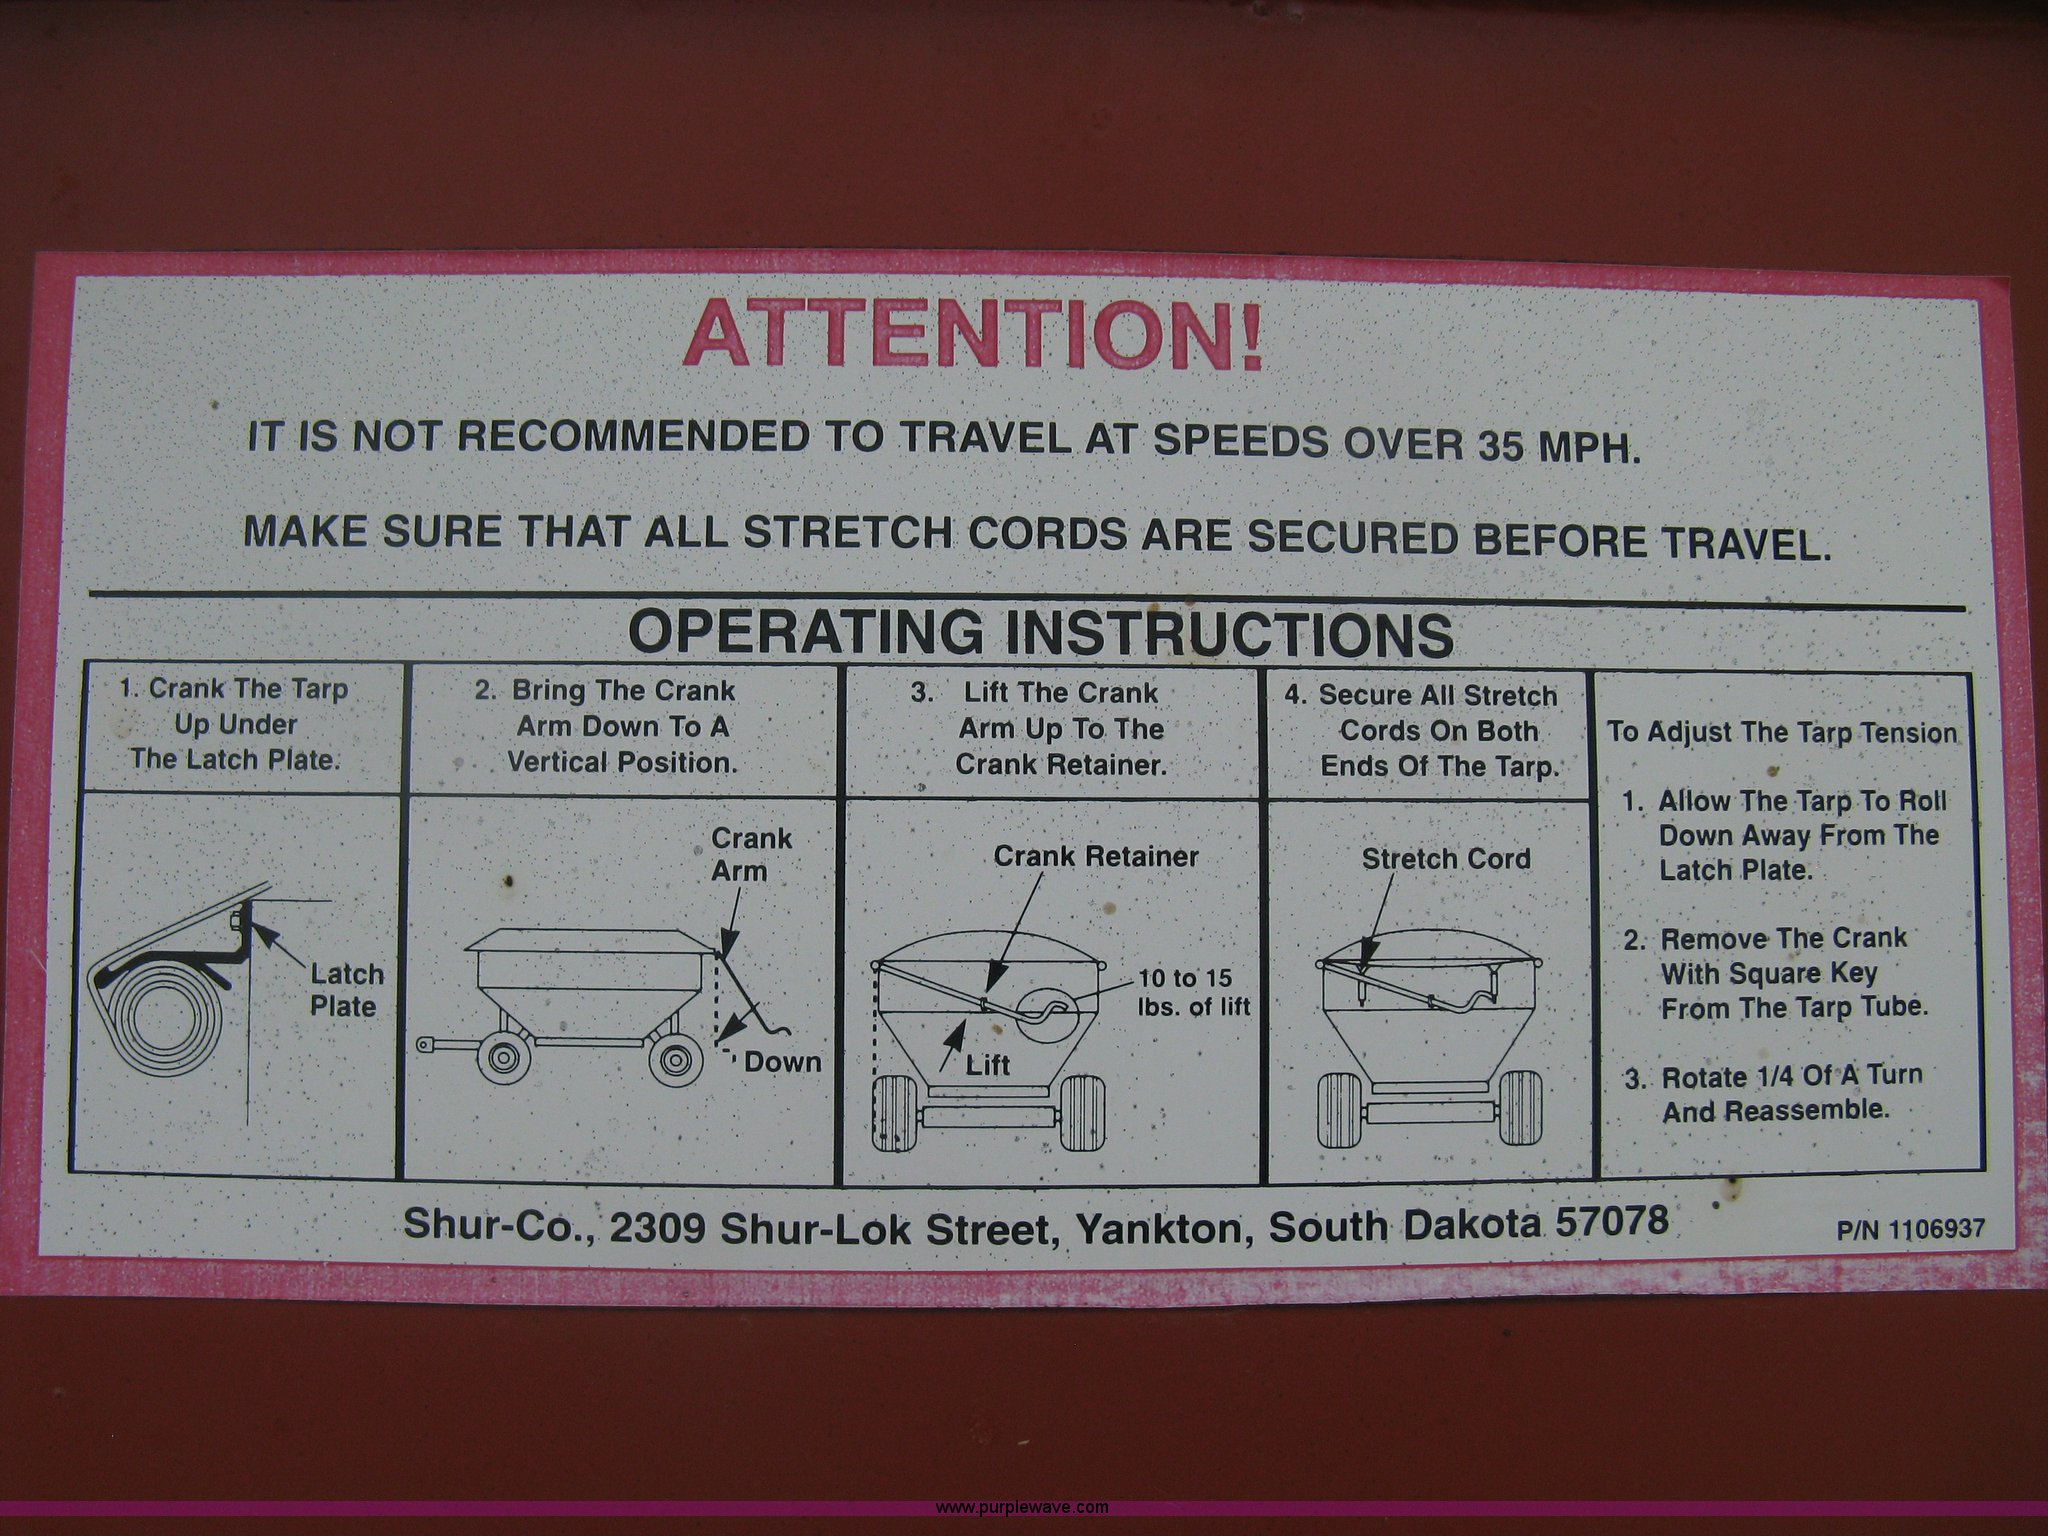 ATTENTION!
IT IS NOT RECOMMENDED TO TRAVEL AT SPEEDS OVER 35 MPH.
MAKE SURE THAT ALL STRETCH CORDS ARE SECURED BEFORE TRAVEL.
OPERATING INSTRUCTIONS
1. Crank The Tarp
Up Under
The Latch Plate.
Latch
Plate
2. Bring The Crank
Arm Down To A
Vertical Position.
Crank
Arm
Down
3. Lift The Crank
Arm Up To The
Crank Retainer.
Crank Retainer
10 to 15
lbs. of lift
Lift
4. Secure All Stretch
Cords On Both
Ends Of The Tarp.
Stretch Cord
To Adjust The Tarp Tension
1. Allow The Tarp To Roll
Down Away From The
Latch Plate.
2. Remove The Crank
With Square Key
From The Tarp Tube.
3. Rotate 1/4 Of A Turn
And Reassemble.
Shur-Co., 2309 Shur-Lok Street, Yankton, South Dakota 57078
P/N 1106937
www.purplewave.com